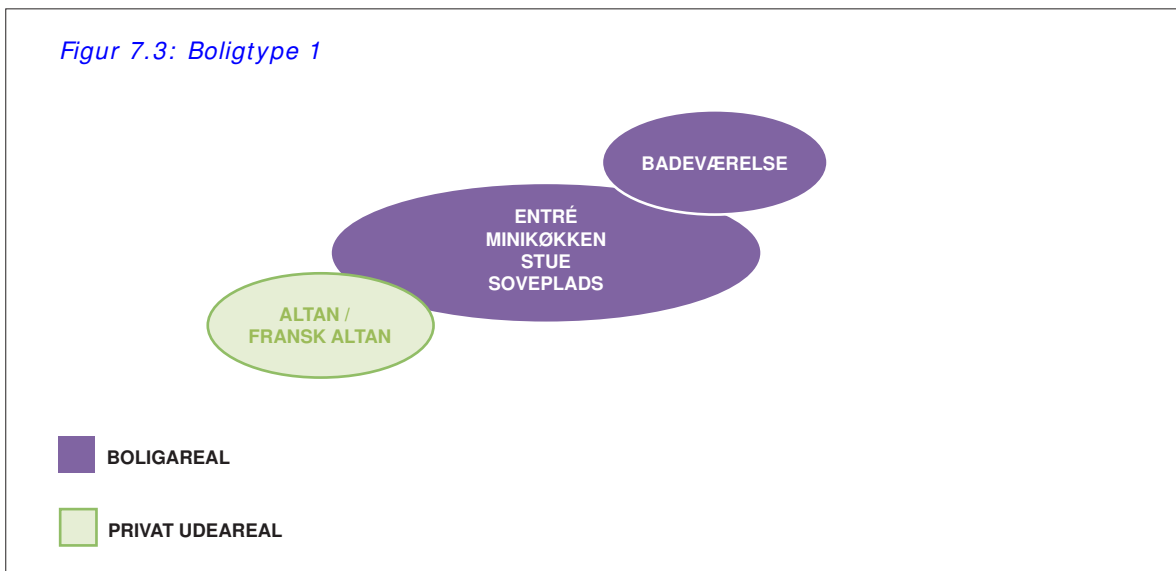 Figur 7.3: Boligtype 1
BADEVÆRELSE
ENTRÉ
MINIKØKKEN
STUE
SOVEPLADS
ALTAN /
FRANSK ALTAN
BOLIGAREAL
PRIVAT UDEAREAL